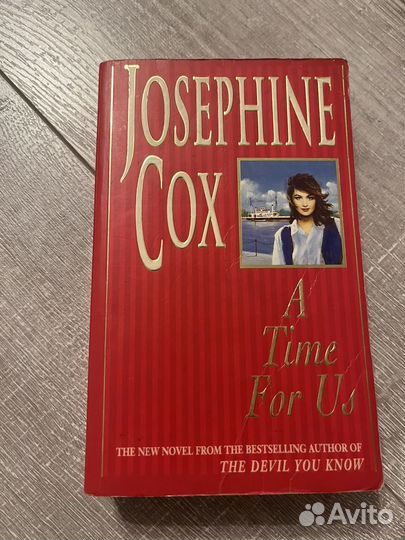 JOSEPHINE
COX
A
Time
For Us
THE NEW NOVEL FROM THE BESTSELLING AUTHOR OF
THE DEVIL YOU KNOW
Avito